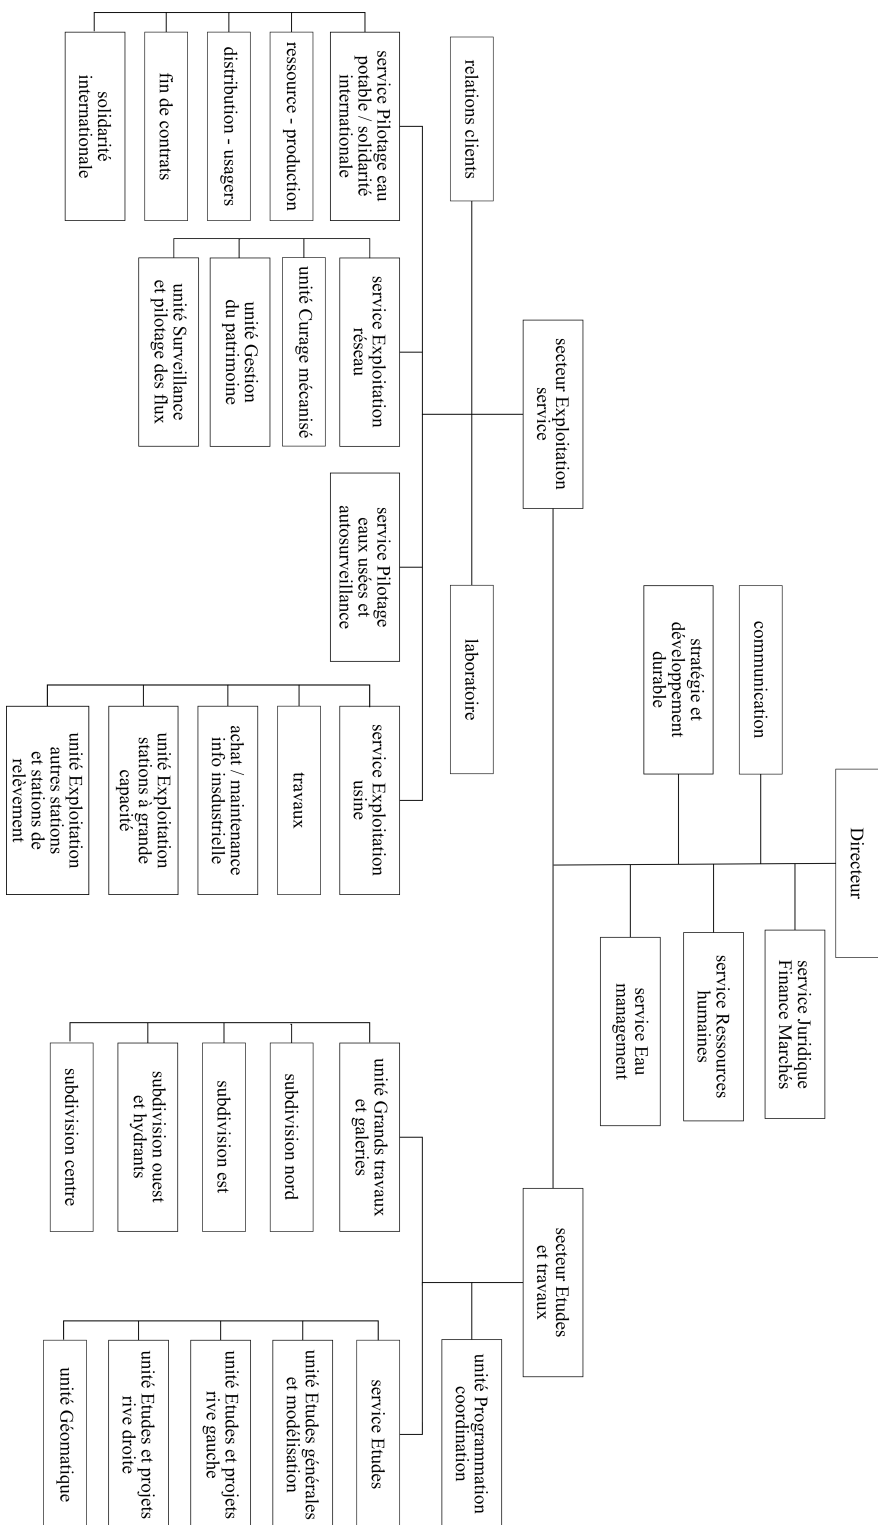 Directeur
communication
stratégie et
développement
durable
service Juridique
Finance Marchés
service Ressources
humaines
service Eau
management
secteur Exploitation
service
relations clients
laboratoire
service Pilotage eau
potable / solidarité
internationale
ressource - production
distribution - usagers
fin de contrats
solidarité
internationale
service Exploitation
réseau
unité Curage mécanisé
unité Gestion
du patrimoine
unité Surveillance
et pilotage des flux
service Pilotage
eaux usées et
autosurveillance
service Exploitation
usine
travaux
achat / maintenance
info insdustrielle
unité Exploitation
stations à grande
capacité
unité Exploitation
autres stations
et stations de
relèvement
secteur Etudes
et travaux
unité Programmation
coordination
unité Grands travaux
et galeries
subdivision nord
subdivision est
subdivision ouest
et hydrants
subdivision centre
service Etudes
unité Etudes générales
et modélisation
unité Etudes et projets
rive gauche
unité Etudes et projets
rive droite
unité Géomatique